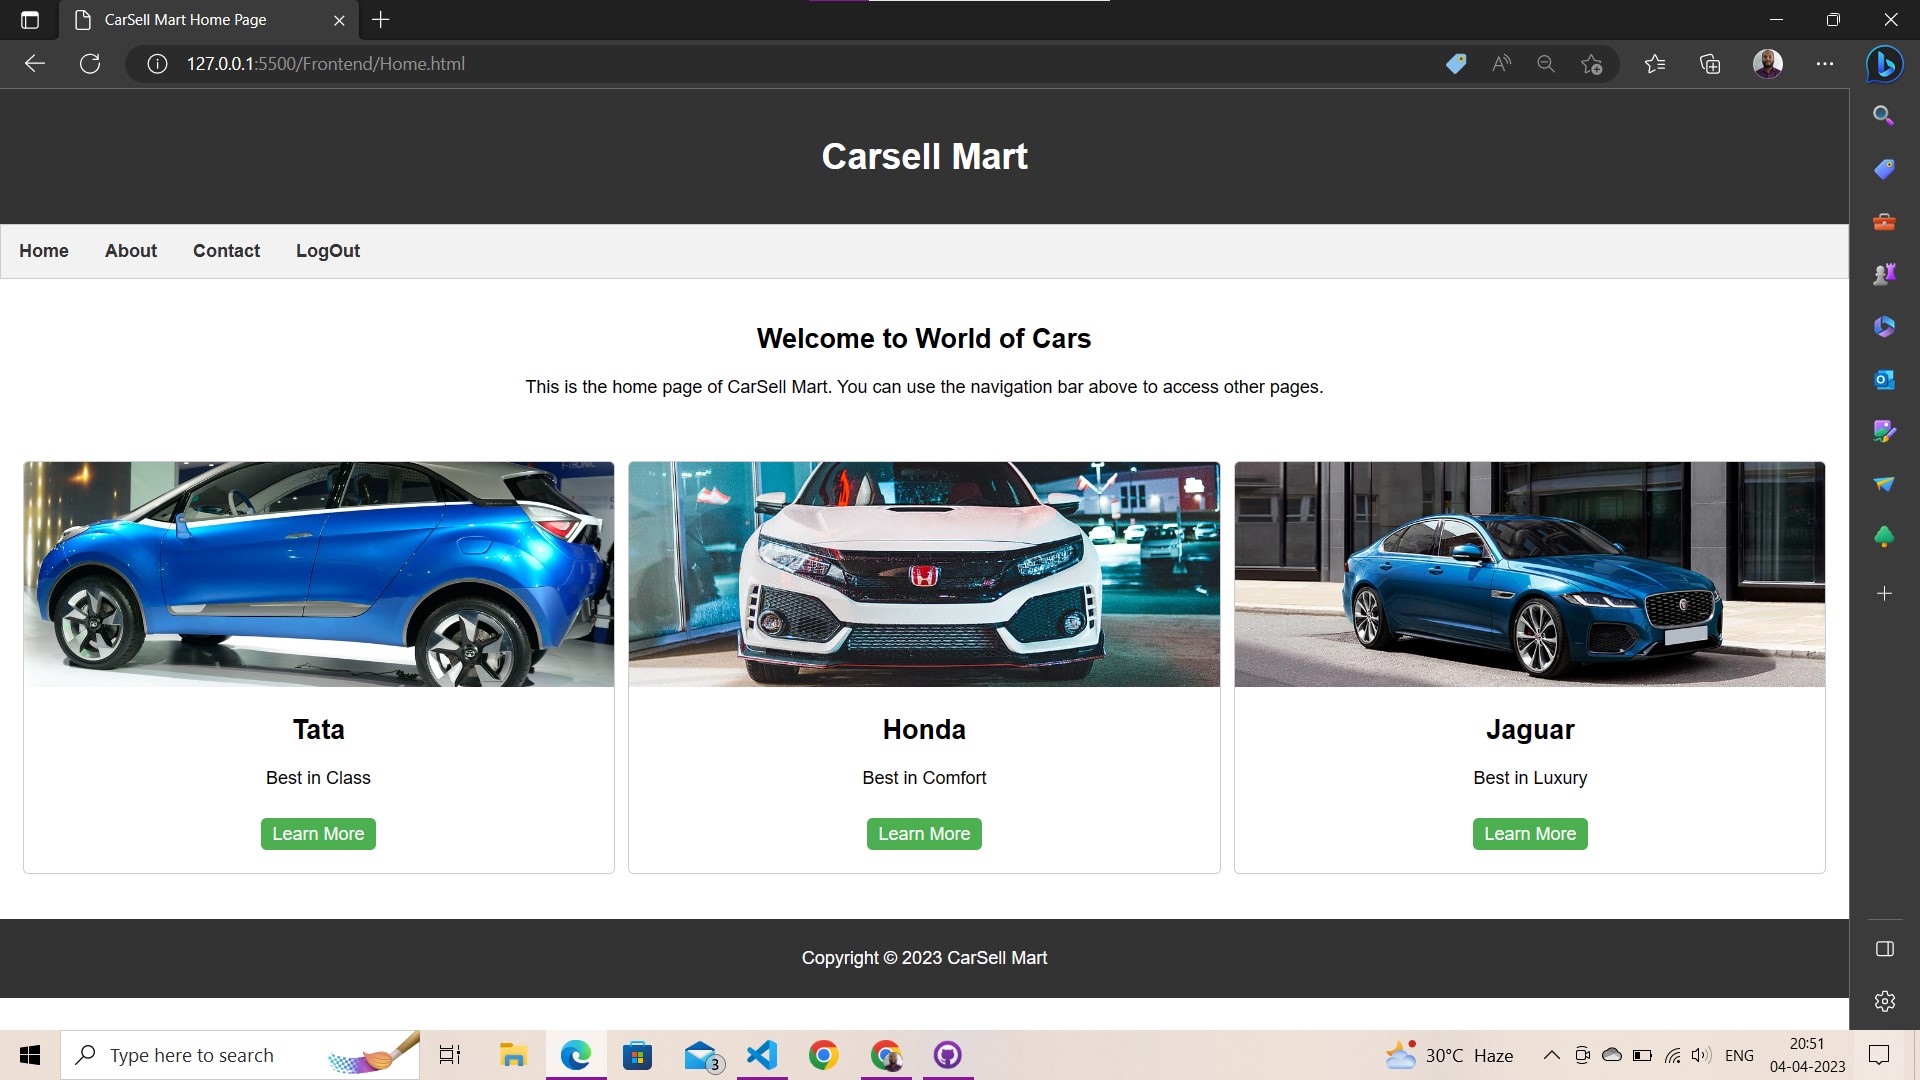 CarSell Mart Home Page
127.0.0.1:5500/Frontend/Home.html
Carsell Mart
Home About Contact LogOut
Welcome to World of Cars
This is the home page of CarSell Mart. You can use the navigation bar above to access other pages.
Tata
Best in Class
Learn More
Honda
Best in Comfort
Learn More
Jaguar
Best in Luxury
Learn More
Copyright © 2023 CarSell Mart
Type here to search
3
30°C Haze
ENG
20:51
04-04-2023